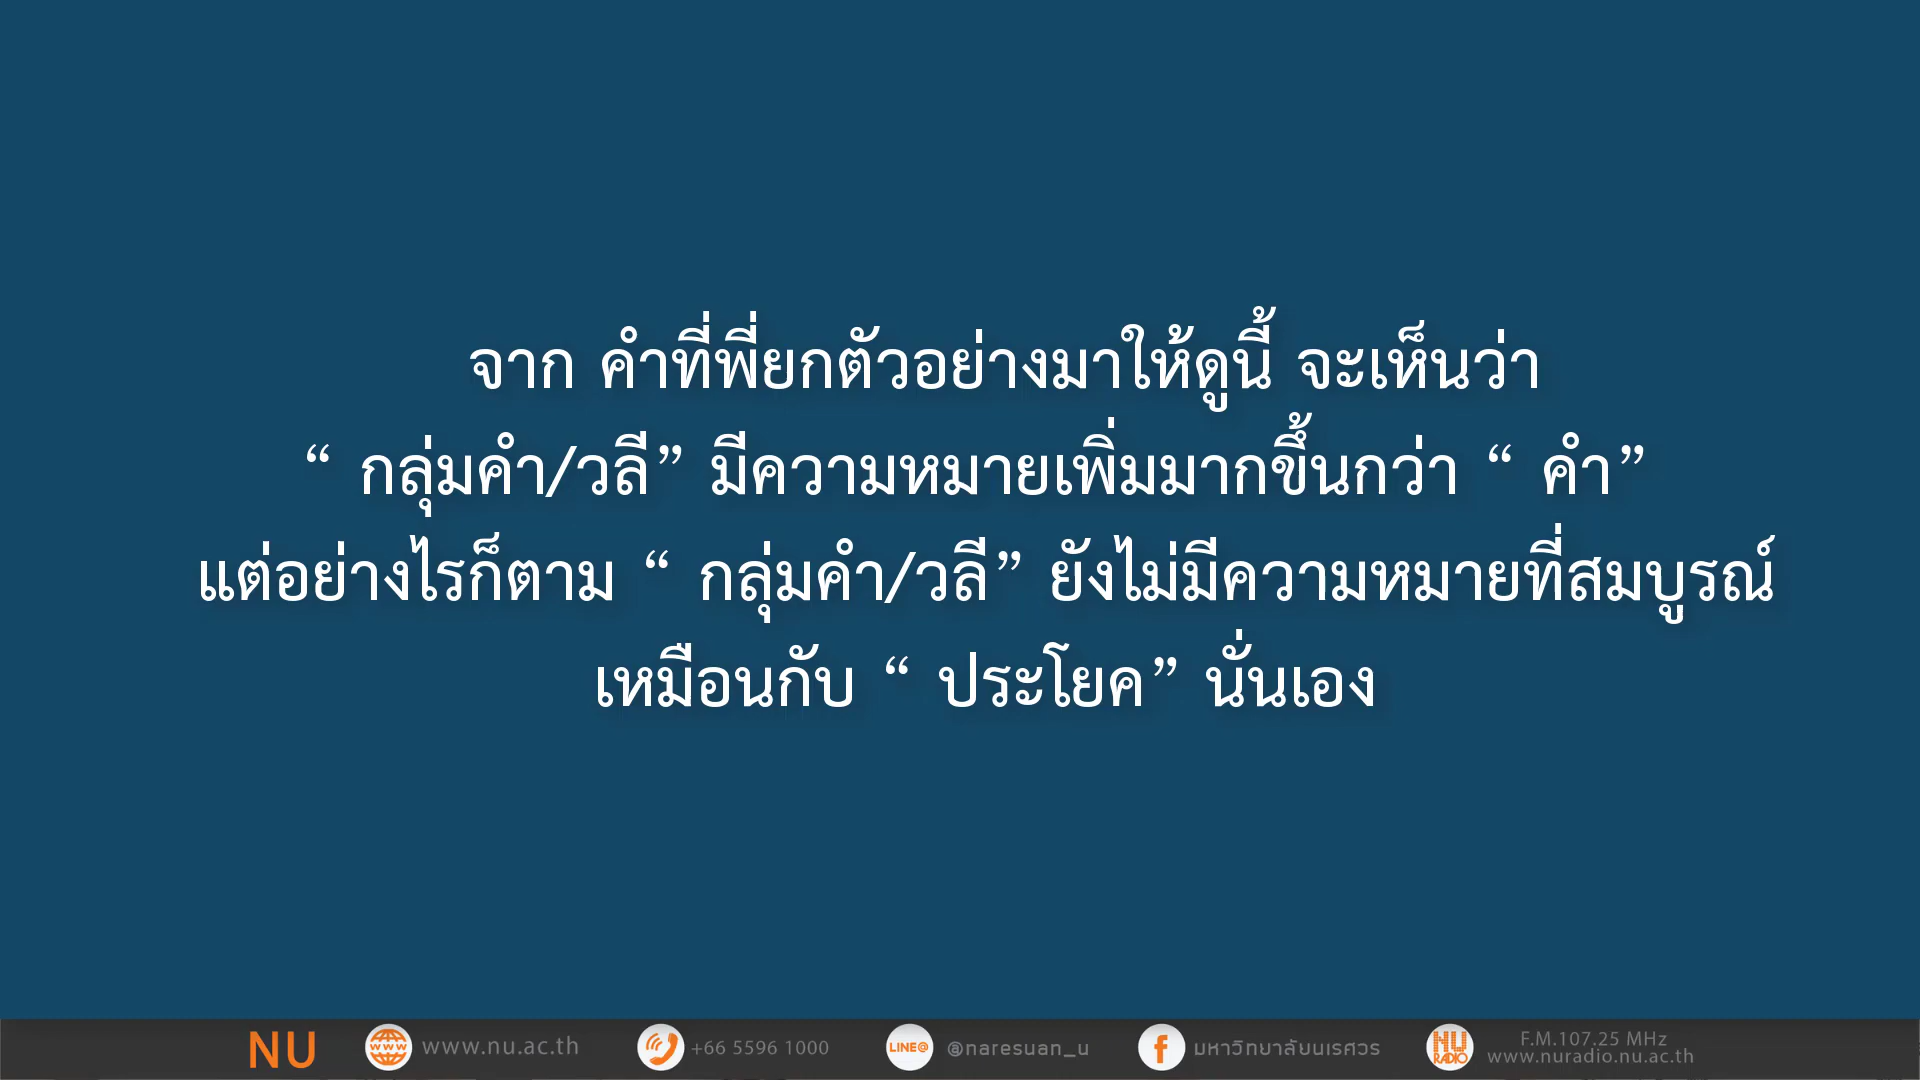 จาก คำที่พี่ยกตัวอย่างมาให้ดูนี้ จะเห็นว่า
“ กลุ่มคำ/วลี” มีความหมายเพิ่มมากขึ้นกว่า “ คำ”
แต่อย่างไรก็ตาม “ กลุ่มคำ/วลี” ยังไม่มีความหมายที่สมบูรณ์
เหมือนกับ “ ประโยค” นั่นเอง
NU WWW www.nu.ac.th +66 5596 1000 LINE@ @naresuan_u f มหาวิทยาลัยนเรศวร NU RADIO F.M.107.25 MHz
www.nuradio.nu.ac.th